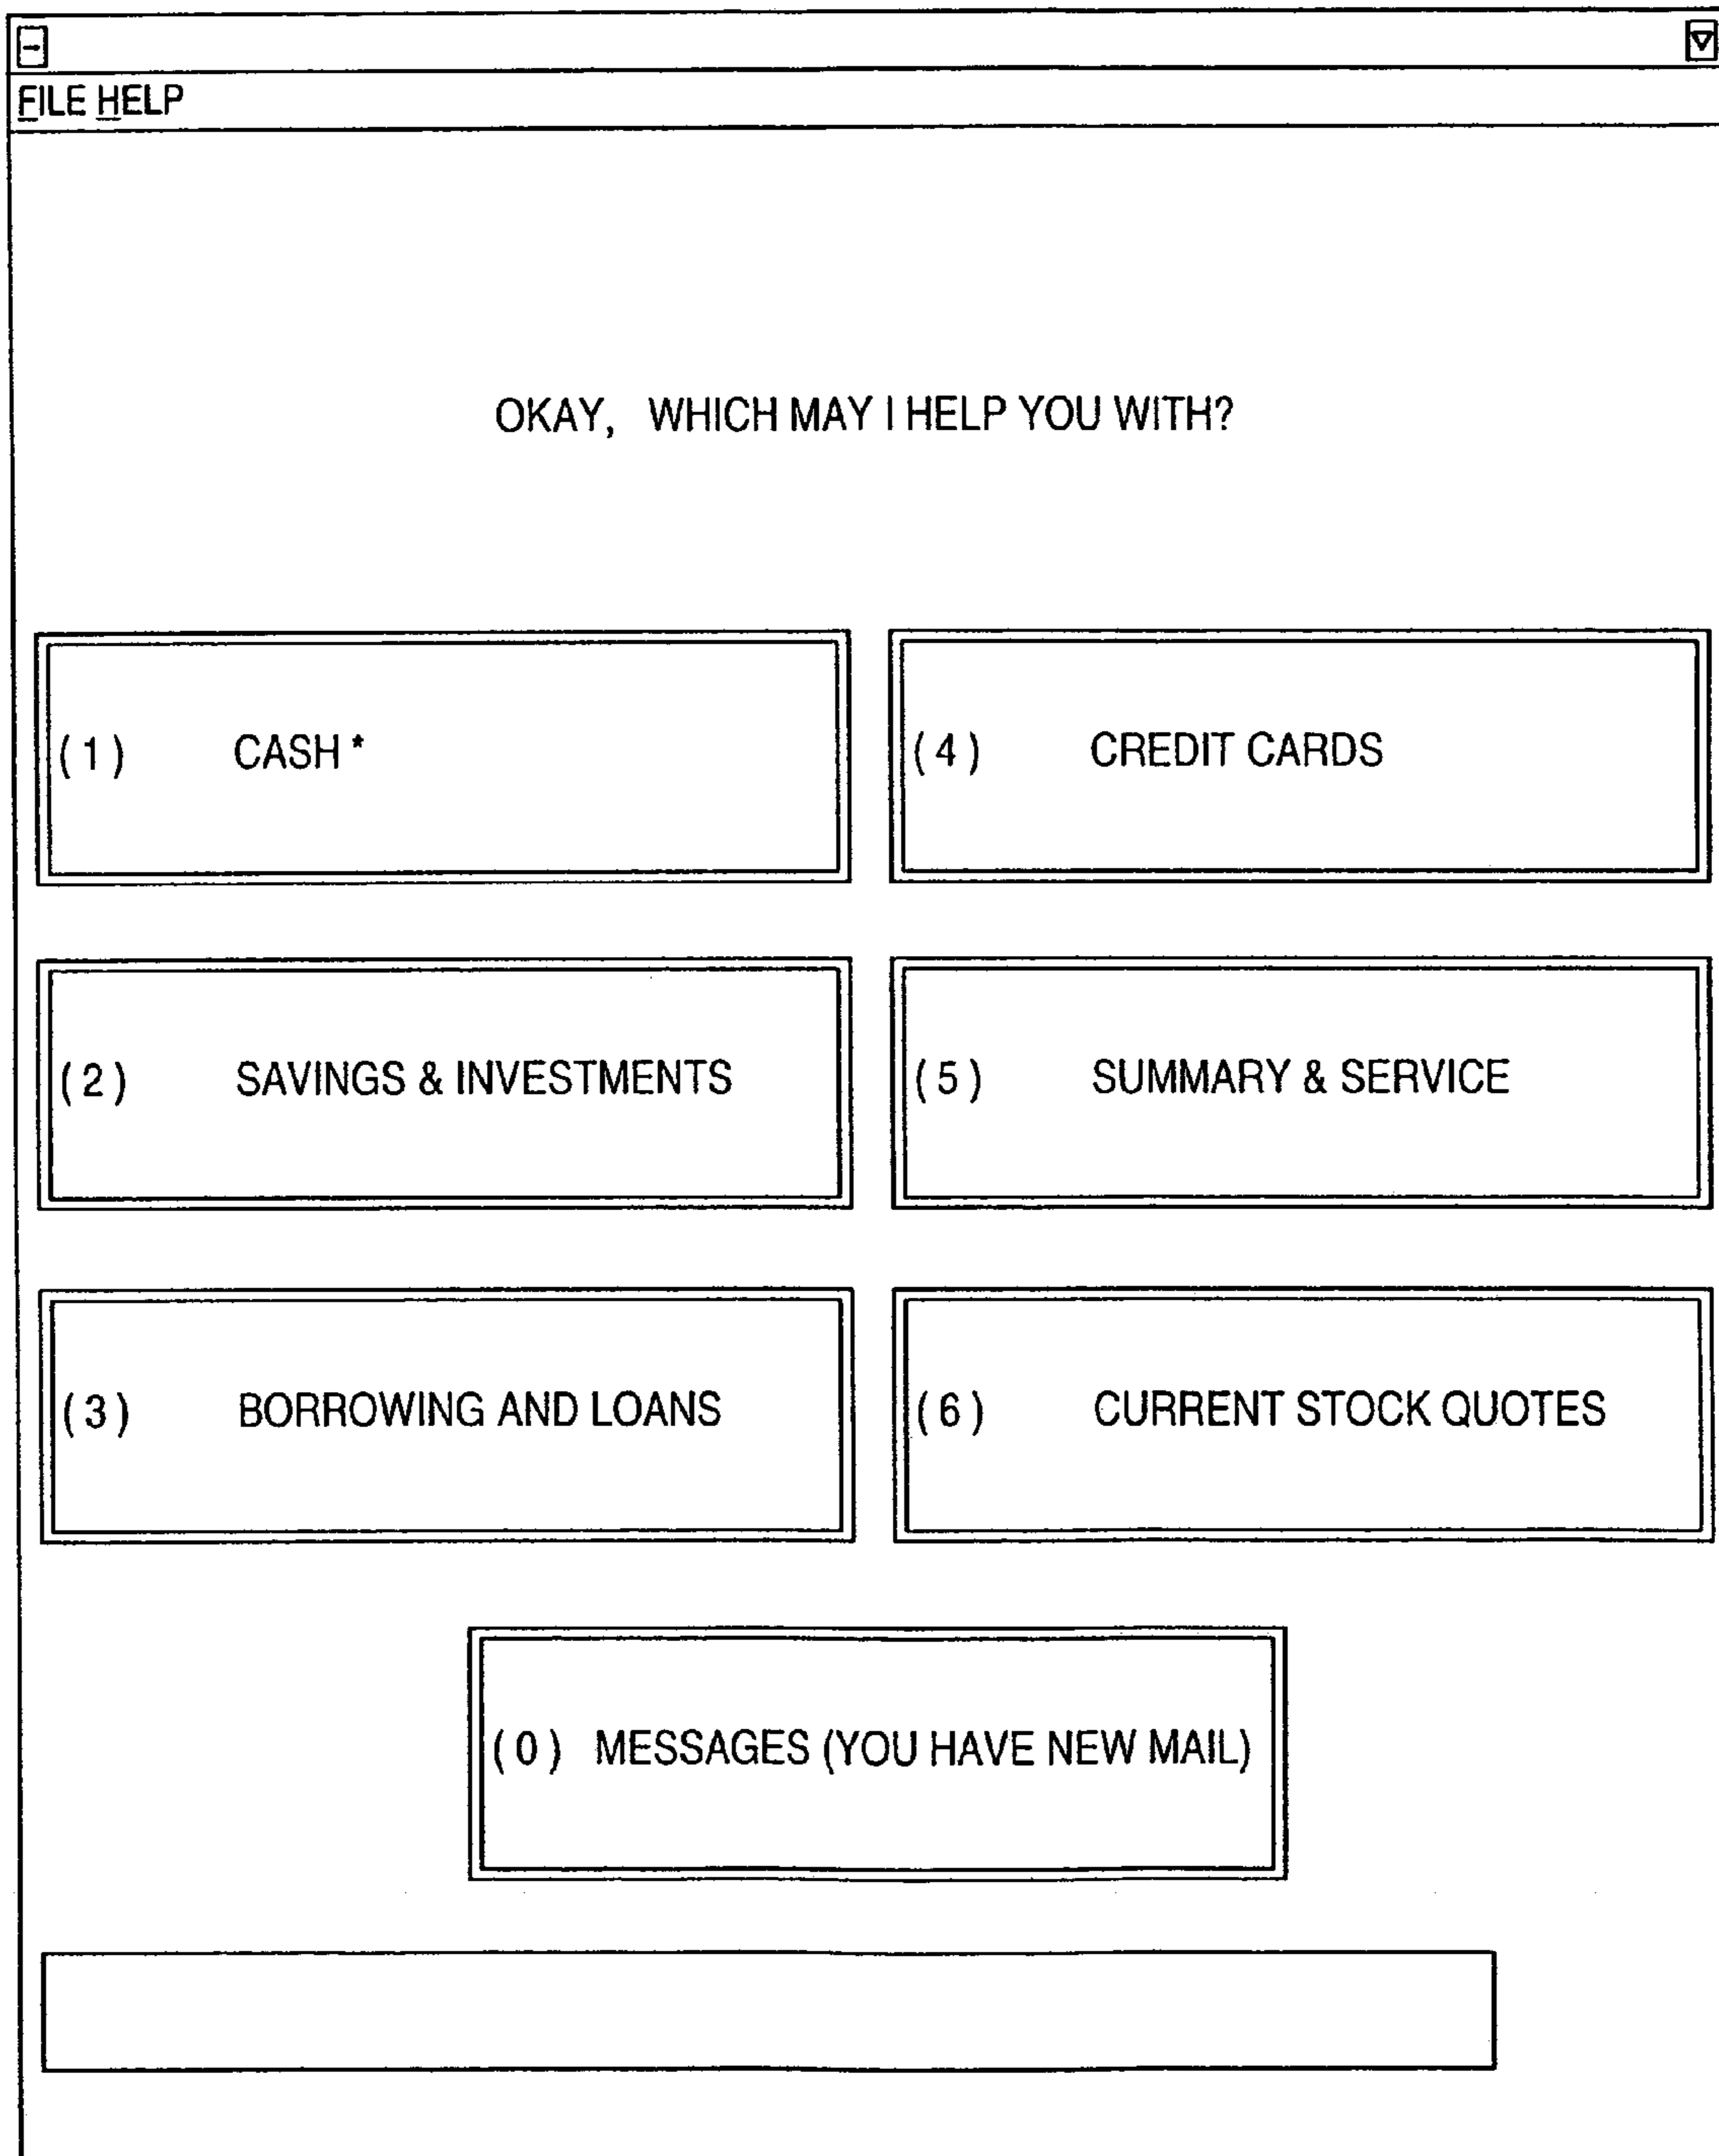 FILE HELP
OKAY, WHICH MAY I HELP YOU WITH?
(1) CASH *
(4) CREDIT CARDS
(2) SAVINGS & INVESTMENTS
(5) SUMMARY & SERVICE
(3) BORROWING AND LOANS
(6) CURRENT STOCK QUOTES
(0) MESSAGES (YOU HAVE NEW MAIL)